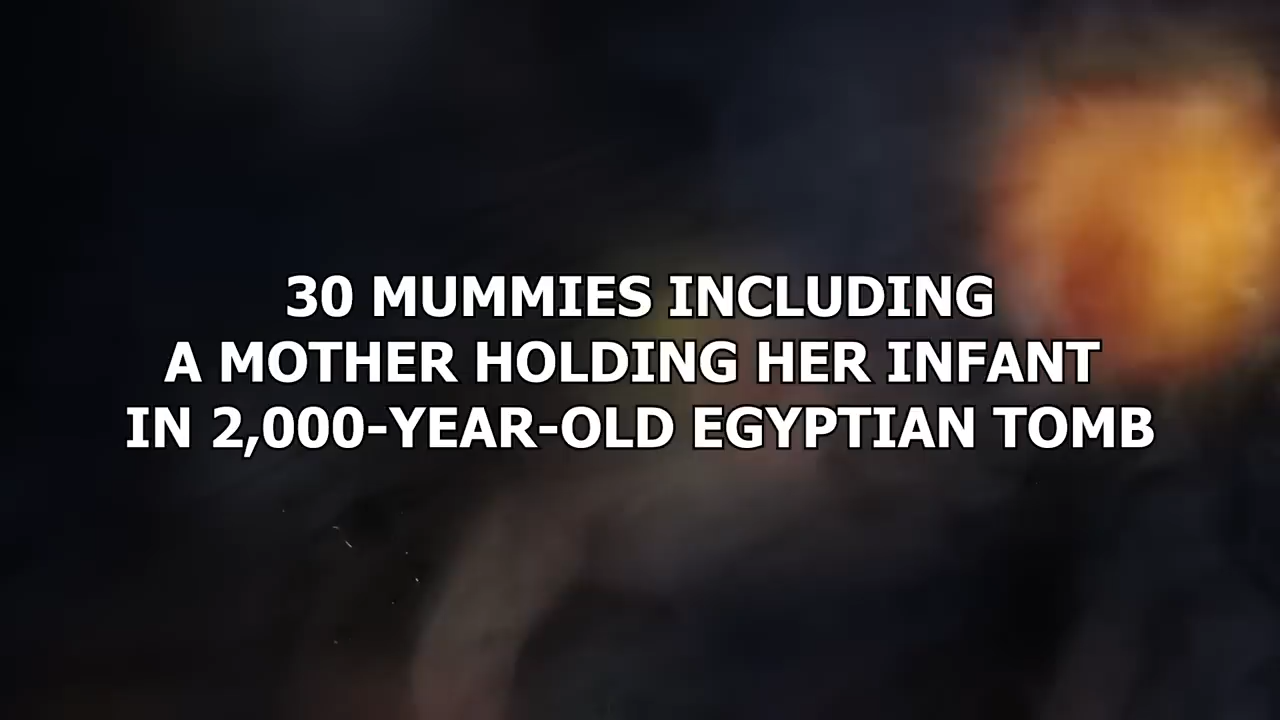 30 MUMMIES INCLUDING
A MOTHER HOLDING HER INFANT
IN 2,000-YEAR-OLD EGYPTIAN TOMB